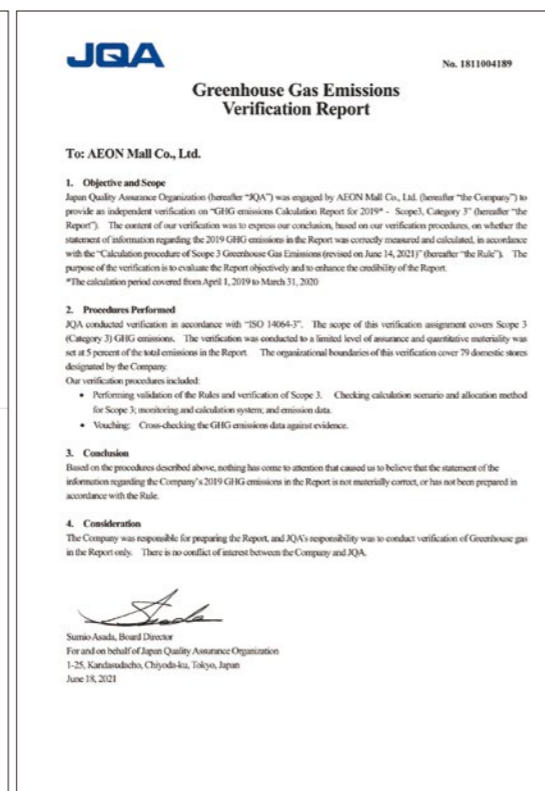 JQA
No. 1811004189
Greenhouse Gas Emissions
Verification Report
To: AEON Mall Co., Ltd.
1. Objective and Scope
Japan Quality Assurance Organization (hereafter “JQA”) was engaged by AEON Mall Co., Ltd. (hereafter “the Company”) to
provide an independent verification on “GHG emissions Calculation Report for 2019* - Scope3, Category 3” (hereafter “the
Report”). The content of our verification was to express our conclusion, based on our verification procedures, on whether the
statement of information regarding the 2019 GHG emissions in the Report was correctly measured and calculated, in accordance
with the “Calculation procedure of Scope 3 Greenhouse Gas Emissions (revised on June 14, 2021)” (hereafter “the Rule”). The
purpose of the verification is to evaluate the Report objectively and to enhance the credibility of the Report.
*The calculation period covered from April 1, 2019 to March 31, 2020
2. Procedures Performed
JQA conducted verification in accordance with “ISO 14064-3”. The scope of this verification assignment covers Scope 3
(Category 3) GHG emissions. The verification was conducted to a limited level of assurance and quantitative materiality was
set at 5 percent of the total emissions in the Report. The organizational boundaries of this verification cover 79 domestic stores
designated by the Company.
Our verification procedures included:
• Performing validation of the Rules and verification of Scope 3. Checking calculation scenario and allocation method
for Scope 3; monitoring and calculation system; and emission data.
• Vouching: Cross-checking the GHG emissions data against evidence.
3. Conclusion
Based on the procedures described above, nothing has come to attention that caused us to believe that the statement of the
information regarding the Company’s 2019 GHG emissions in the Report is not materially correct, or has not been prepared in
accordance with the Rule.
4. Consideration
The Company was responsible for preparing the Report, and JQA’s responsibility was to conduct verification of Greenhouse gas
in the Report only. There is no conflict of interest between the Company and JQA.
Sumio Asada, Board Director
For and on behalf of Japan Quality Assurance Organization
1-25, Kandasudacho, Chiyoda-ku, Tokyo, Japan
June 18, 2021